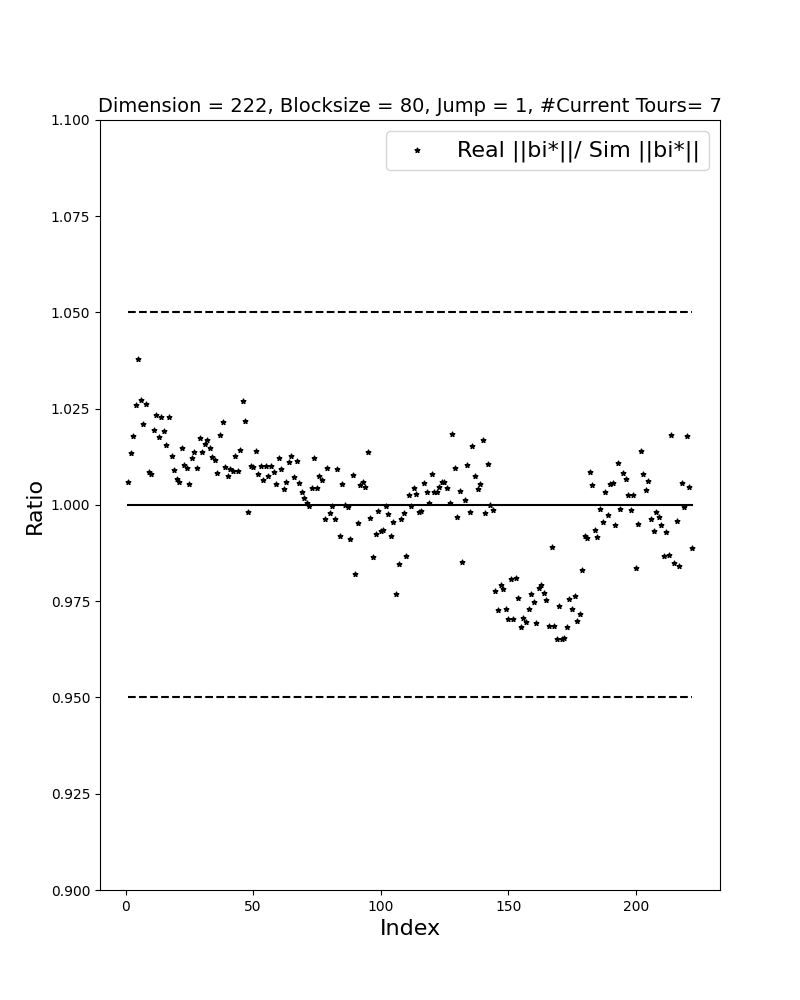 Dimension = 222, Blocksize = 80, Jump = 1, #Current Tours= 7
Real ||bi*||/ Sim ||bi*||
1.100
1.075
1.050
1.025
1.000
0.975
0.950
0.925
0.900
Ratio
0 50 100 150 200
Index